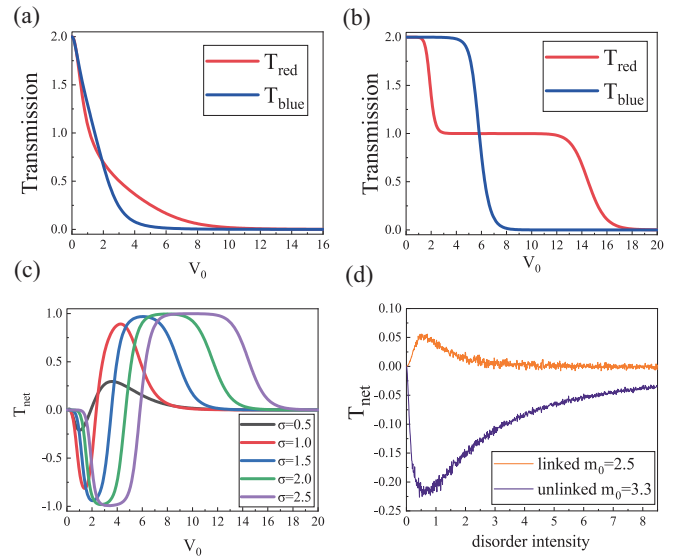 (a)
2.0
1.5
1.0
0.5
0.0
Transmission
T_red
T_blue
0 2 4 6 8 10 12 14 16
V_0
(b)
2.0
1.5
1.0
0.5
0.0
Transmission
T_red
T_blue
0 2 4 6 8 10 12 14 16 18 20
V_0
(c)
1.0
0.5
0
-0.5
-1.0
T_net
σ=0.5
σ=1.0
σ=1.5
σ=2.0
σ=2.5
0 2 4 6 8 10 12 14 16 18 20
V_0
(d)
0.10
0.05
0.00
-0.05
-0.10
-0.15
-0.20
-0.25
T_net
linked m_0=2.5
unlinked m_0=3.3
0 1 2 3 4 5 6 7 8
disorder intensity